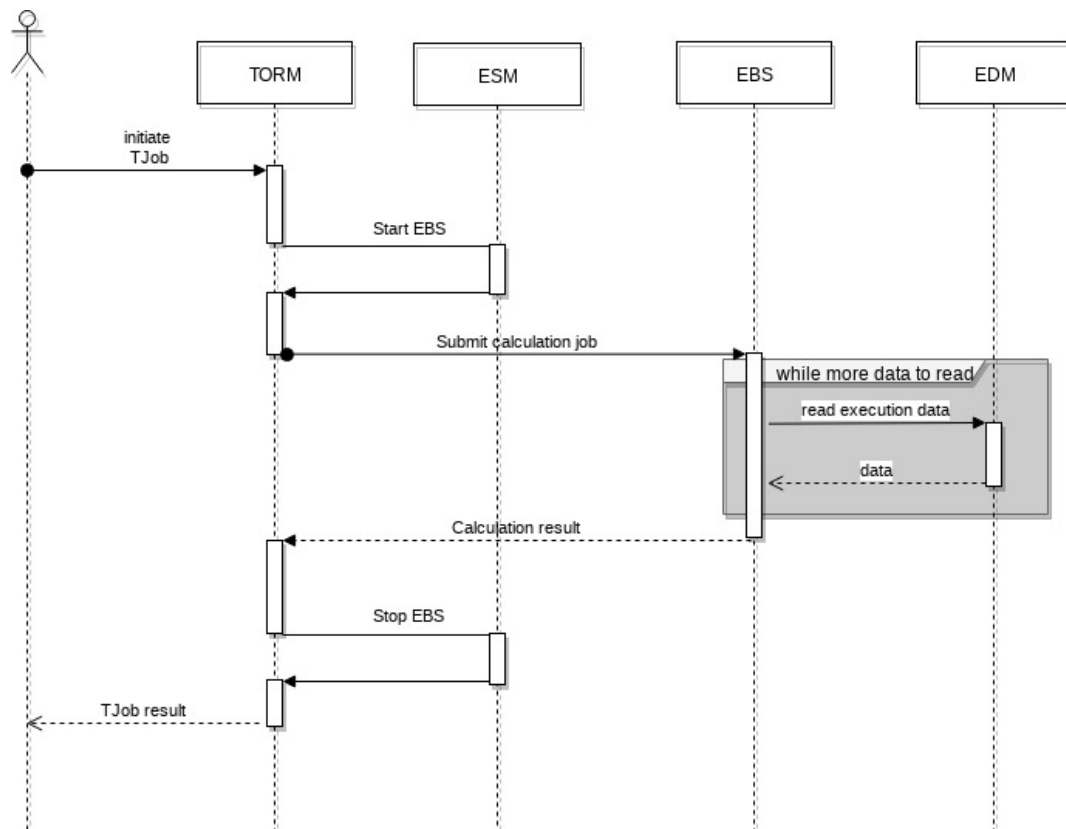 TORM
ESM
EBS
EDM
initiate
TJob
Start EBS
Submit calculation job
while more data to read
read execution data
data
Calculation result
Stop EBS
TJob result